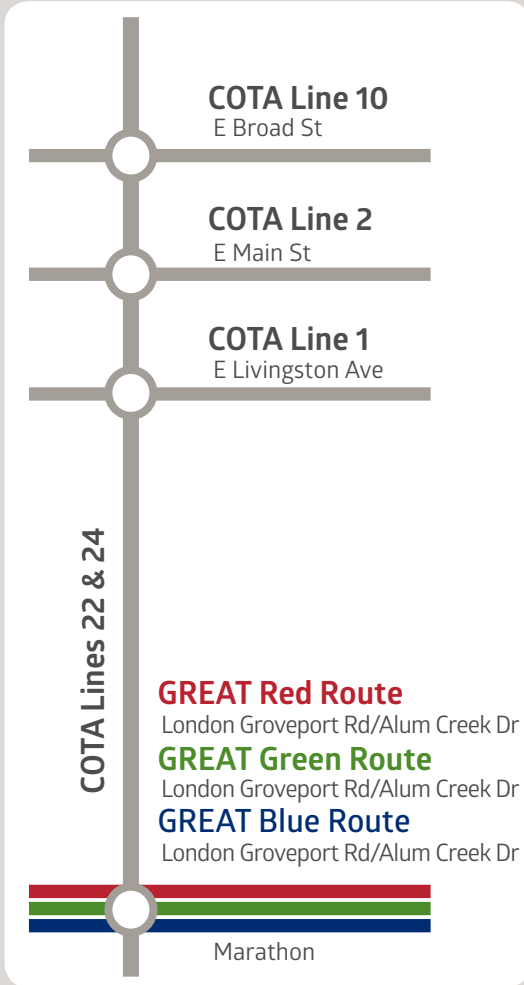 COTA Line 10
E Broad St
COTA Line 2
E Main St
COTA Line 1
E Livingston Ave
COTA Lines 22 & 24
GREAT Red Route
London Groveport Rd/Alum Creek Dr
GREAT Green Route
London Groveport Rd/Alum Creek Dr
GREAT Blue Route
London Groveport Rd/Alum Creek Dr
Marathon